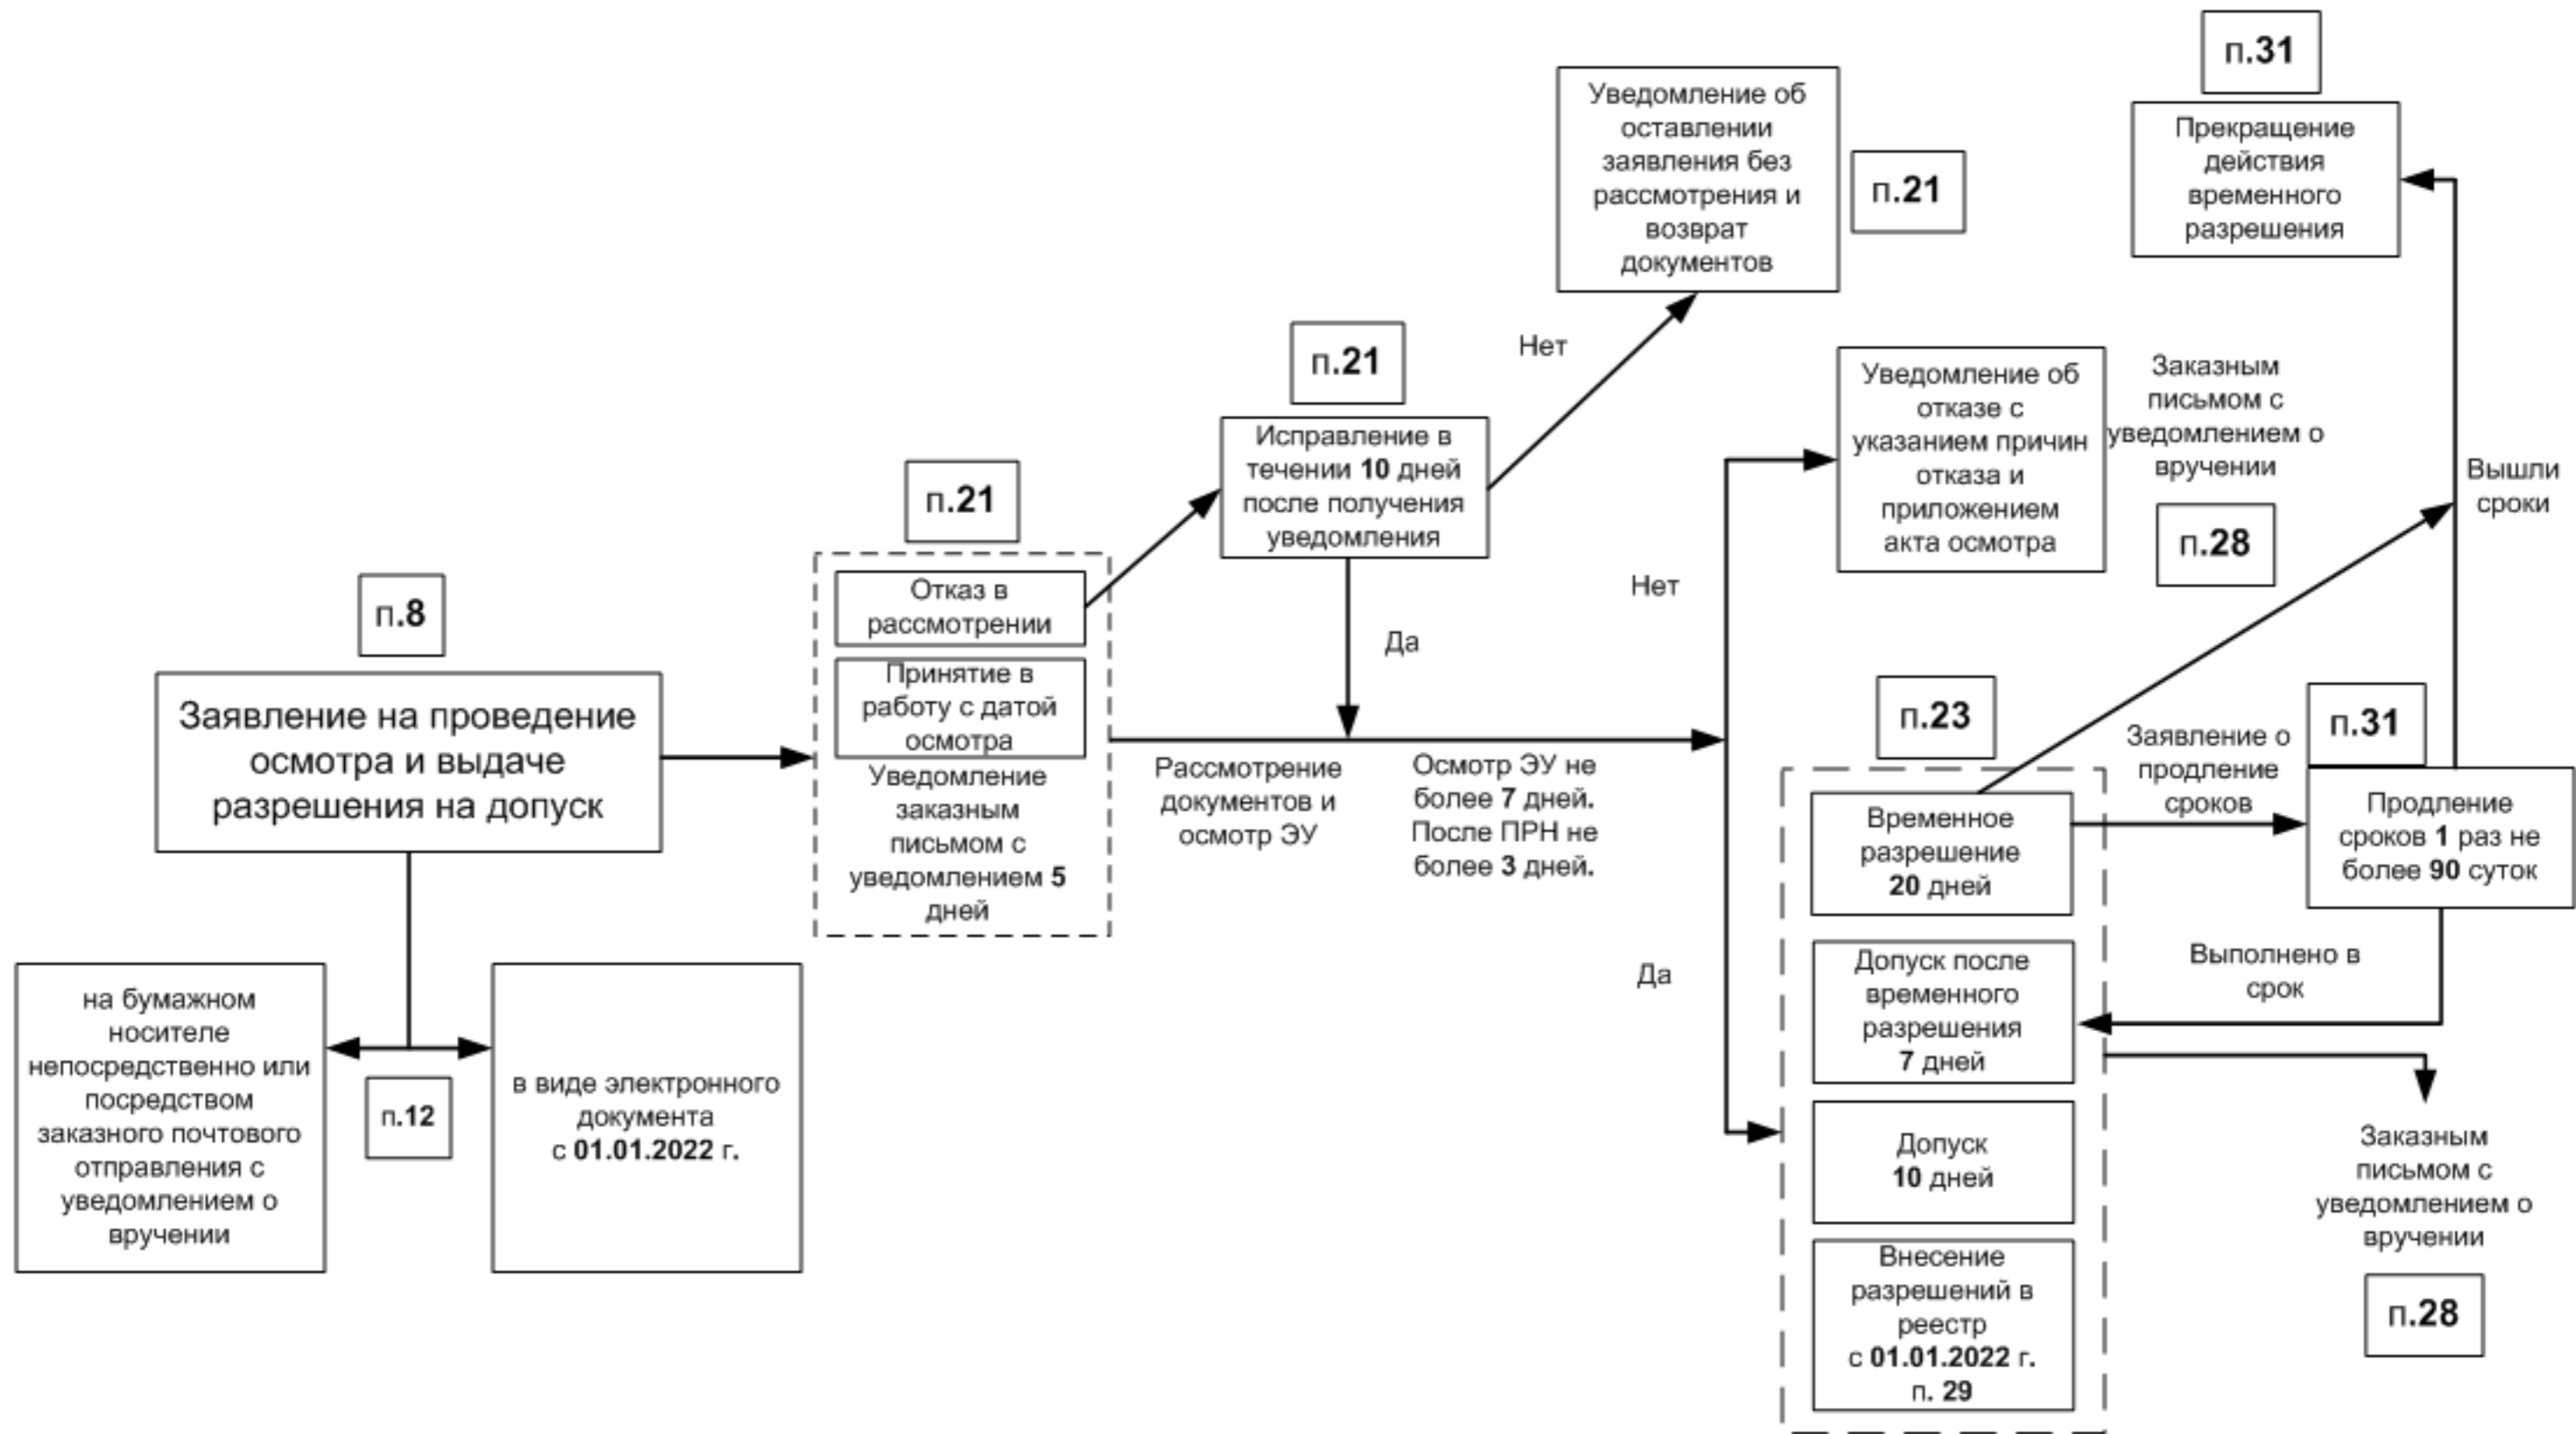 п.8
Заявление на проведение
осмотра и выдаче
разрешения на допуск
на бумажном
носителе
непосредственно или
посредством
заказного почтового
отправления с
уведомлением о
вручении
п.12
в виде электронного
документа
с 01.01.2022 г.
п.21
Отказ в
рассмотрении
Принятие в
работу с датой
осмотра
Уведомление
заказным
письмом с
уведомлением 5
дней
п.21
Исправление в
течении 10 дней
после получения
уведомления
Да
Нет
Рассмотрение
документов и
осмотр ЭУ
Осмотр ЭУ не
более 7 дней.
После ПРН не
более 3 дней.
Уведомление об
оставлении
заявления без
рассмотрения и
возврат
документов
п.21
Нет
Уведомление об
отказе с
указанием причин
отказа и
приложением
акта осмотра
Заказным
письмом с
уведомлением о
вручении
п.28
Да
п.23
Временное
разрешение
20 дней
Допуск после
временного
разрешения
7 дней
Допуск
10 дней
Внесение
разрешений в
реестр
с 01.01.2022 г.
п. 29
Заявление о
продление
сроков
п.31
Продление
сроков 1 раз не
более 90 суток
Вышли
сроки
п.31
Прекращение
действия
временного
разрешения
Выполнено в
срок
Заказным
письмом с
уведомлением о
вручении
п.28